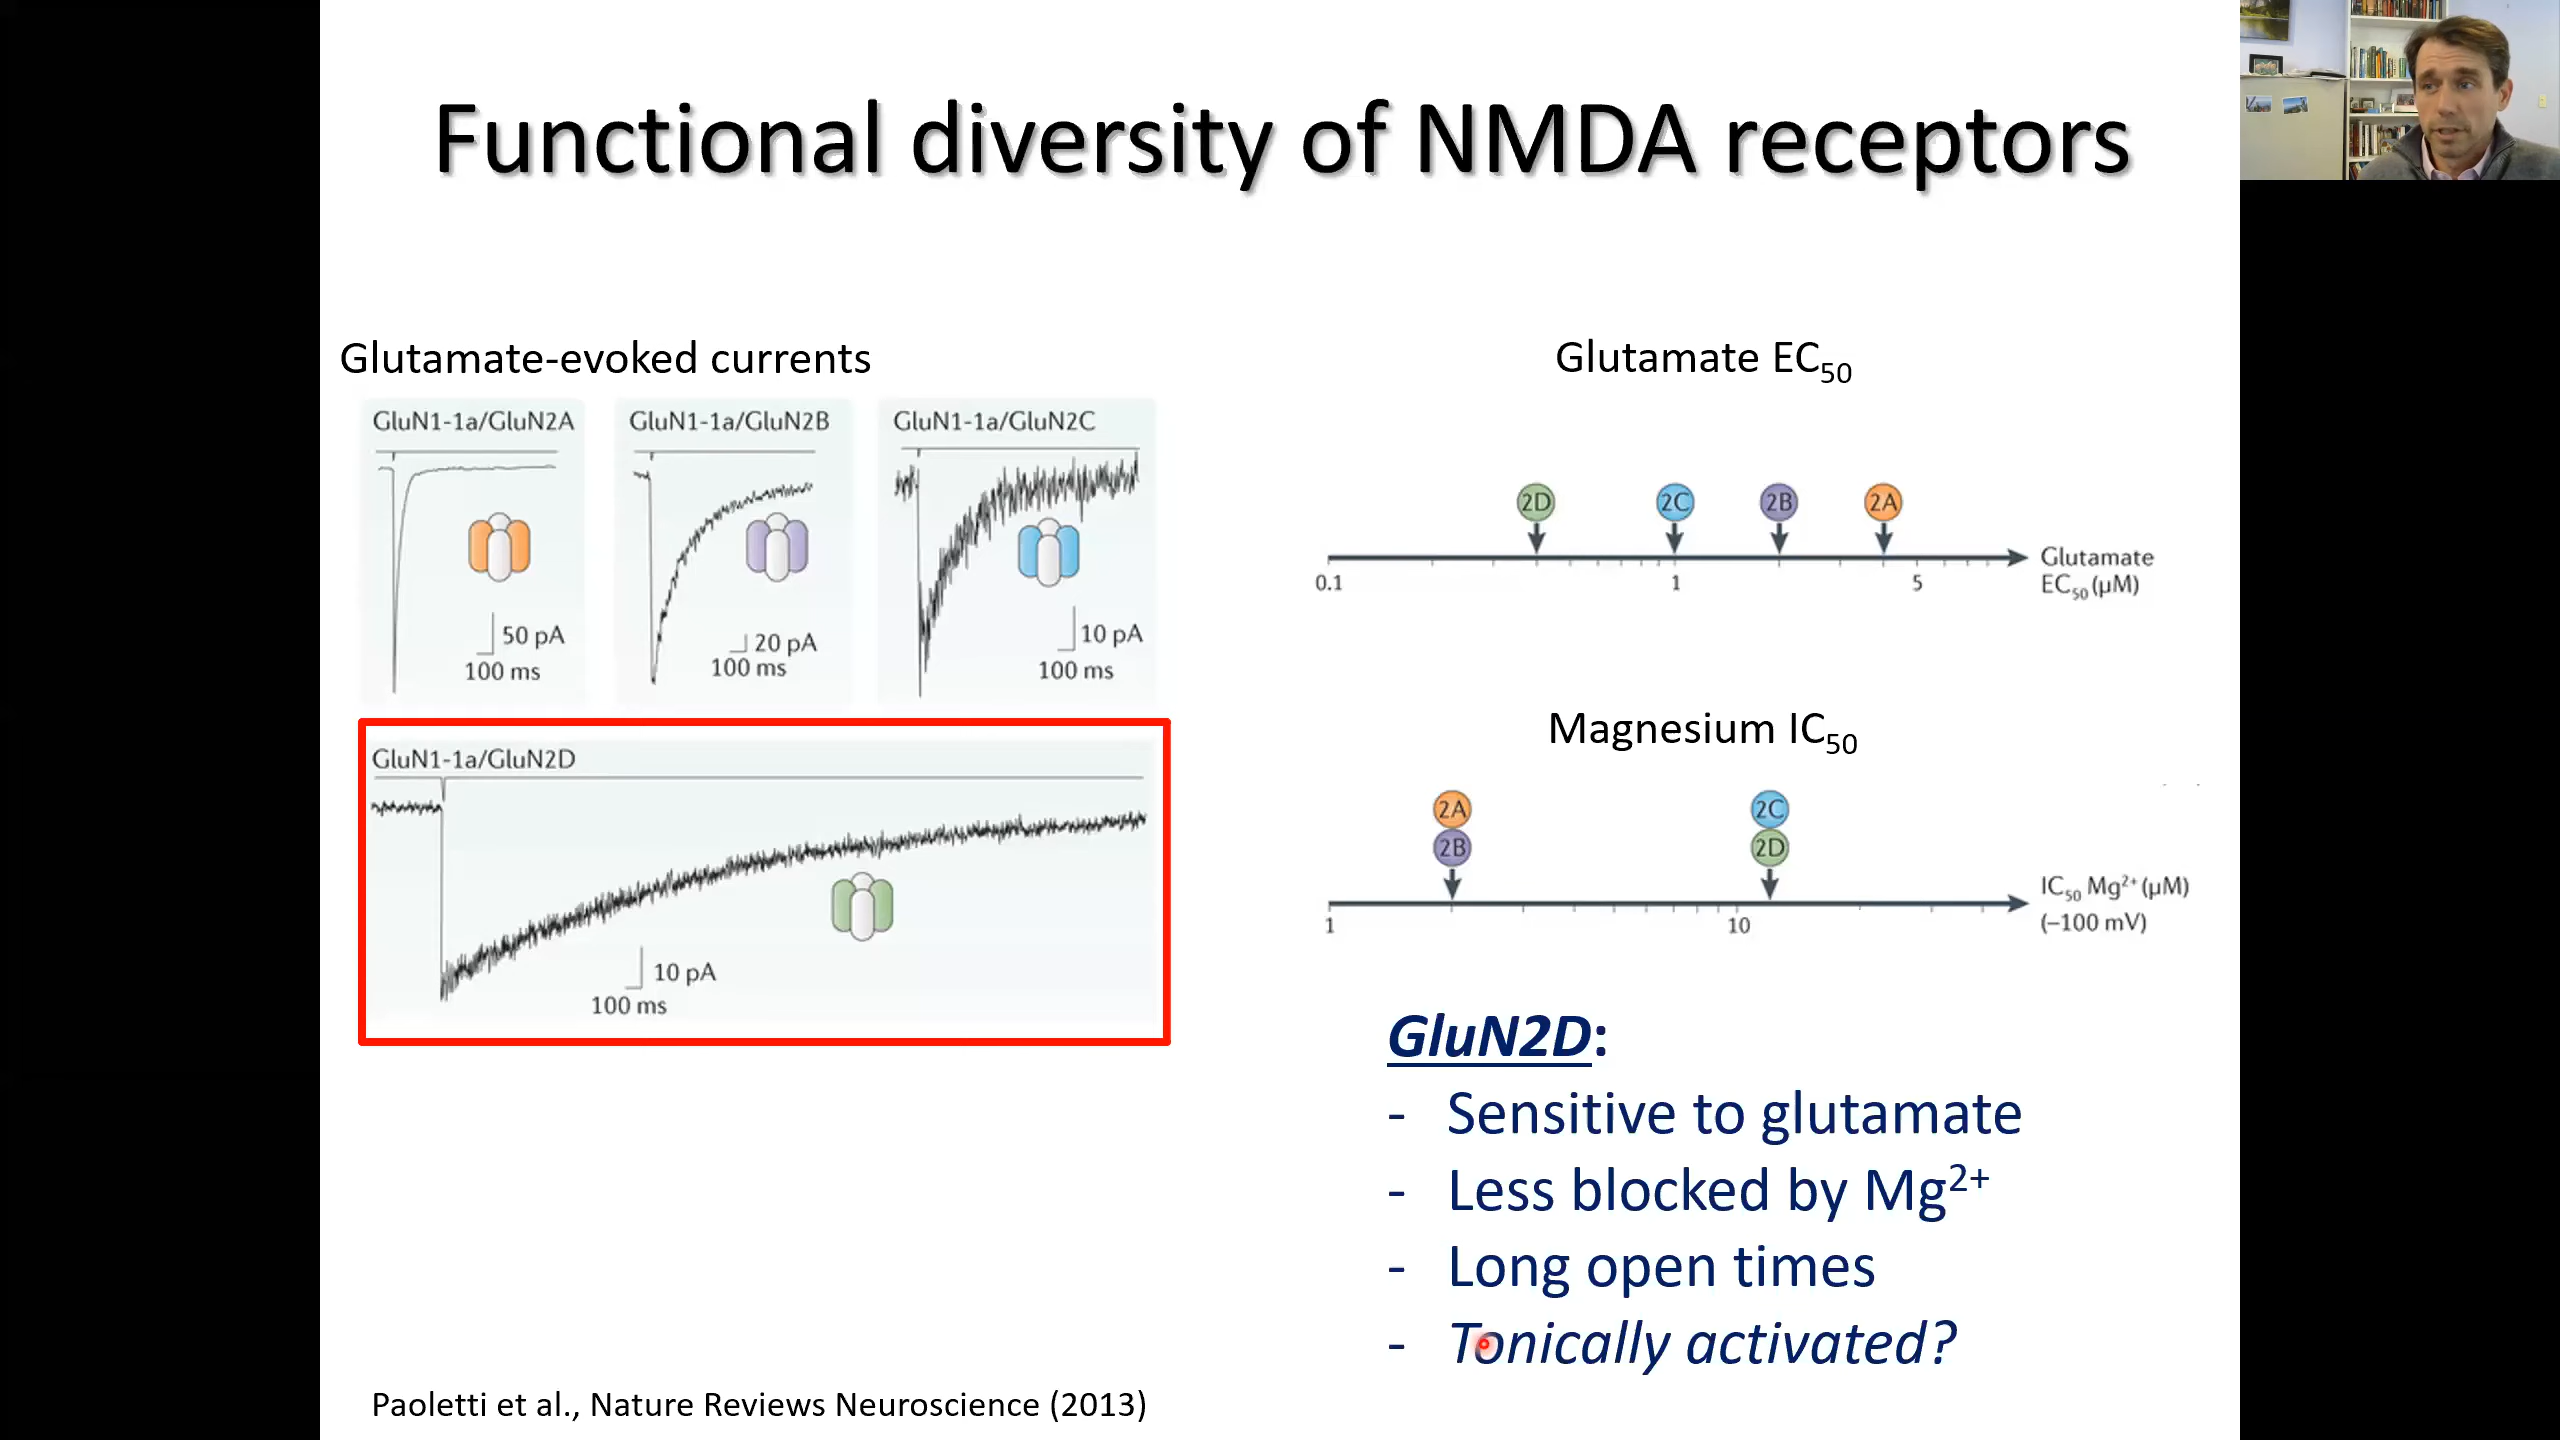 Functional diversity of NMDA receptors
Glutamate-evoked currents
GluN1-1a/GluN2A
50 pA
100 ms
GluN1-1a/GluN2B
20 pA
100 ms
GluN1-1a/GluN2C
10 pA
100 ms
GluN1-1a/GluN2D
10 pA
100 ms
Glutamate EC50
2D 2C 2B 2A
0.1 1 5
Glutamate
EC50 (µM)
Magnesium IC50
2A 2C
2B 2D
1 10
IC50 Mg2+ (µM)
(–100 mV)
GluN2D:
- Sensitive to glutamate
- Less blocked by Mg2+
- Long open times
- Tonically activated?
Paoletti et al., Nature Reviews Neuroscience (2013)